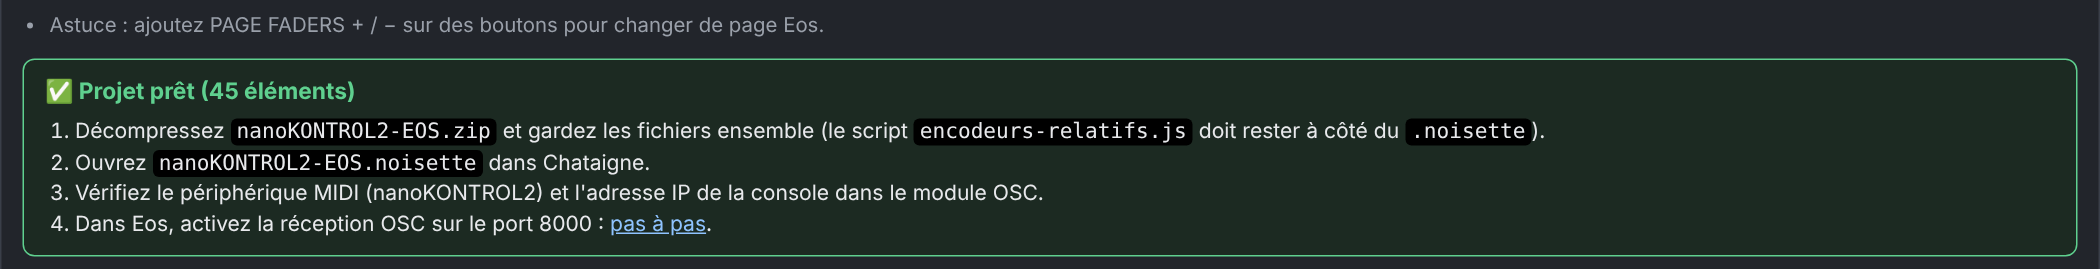 • Astuce : ajoutez PAGE FADERS + / − sur des boutons pour changer de page Eos.
✅ Projet prêt (45 éléments)
1. Décompressez nanoKONTROL2-EOS.zip et gardez les fichiers ensemble (le script encodeurs-relatifs.js doit rester à côté du .noisette).
2. Ouvrez nanoKONTROL2-EOS.noisette dans Chataigne.
3. Vérifiez le périphérique MIDI (nanoKONTROL2) et l'adresse IP de la console dans le module OSC.
4. Dans Eos, activez la réception OSC sur le port 8000 : pas à pas.